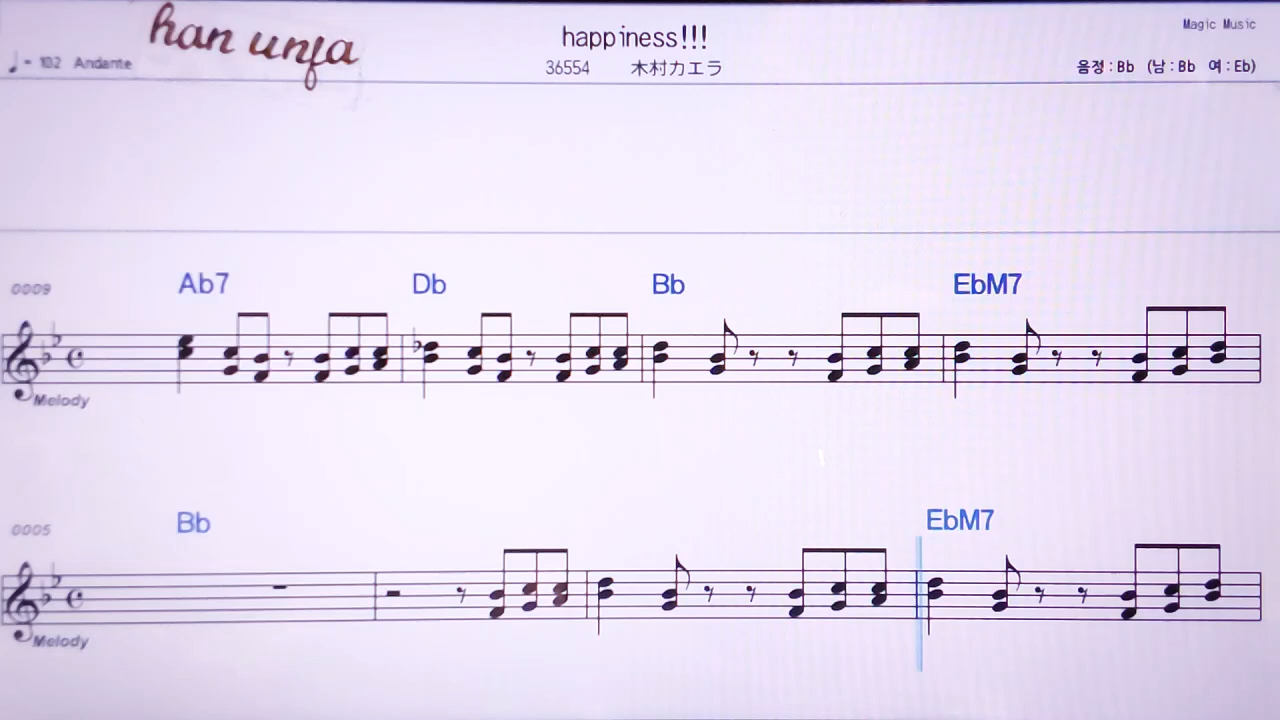 han unfa
happiness!!!
Magic Music
♩= 102 Andante
36554 木村カエラ
음정:Bb (남:Bb 여:Eb)
0009 Ab7 Db Bb EbM7
Melody
0005 Bb EbM7
Melody